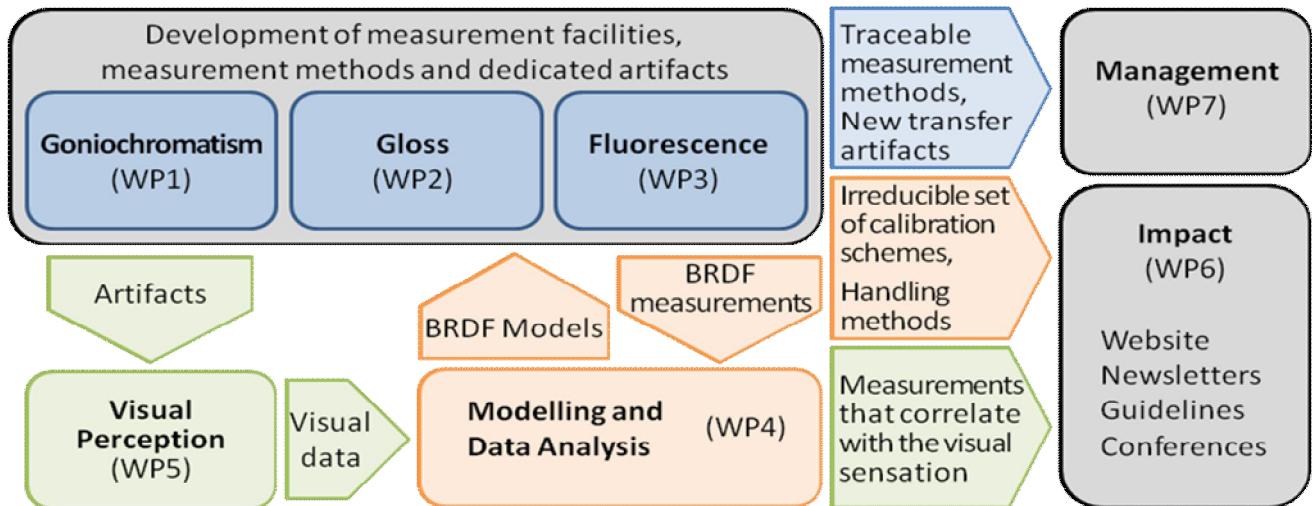 Development of measurement facilities,
measurement methods and dedicated artifacts
Goniochromatism
(WP1)
Gloss
(WP2)
Fluorescence
(WP3)
Traceable
measurement
methods,
New transfer
artifacts
Management
(WP7)
Irreducible set
of calibration
schemes,
Handling
methods
Impact
(WP6)
Website
Newsletters
Guidelines
Conferences
Artifacts
BRDF Models
BRDF
measurements
Visual
Perception
(WP5)
Visual
data
Modelling and
Data Analysis
(WP4)
Measurements
that correlate
with the visual
sensation